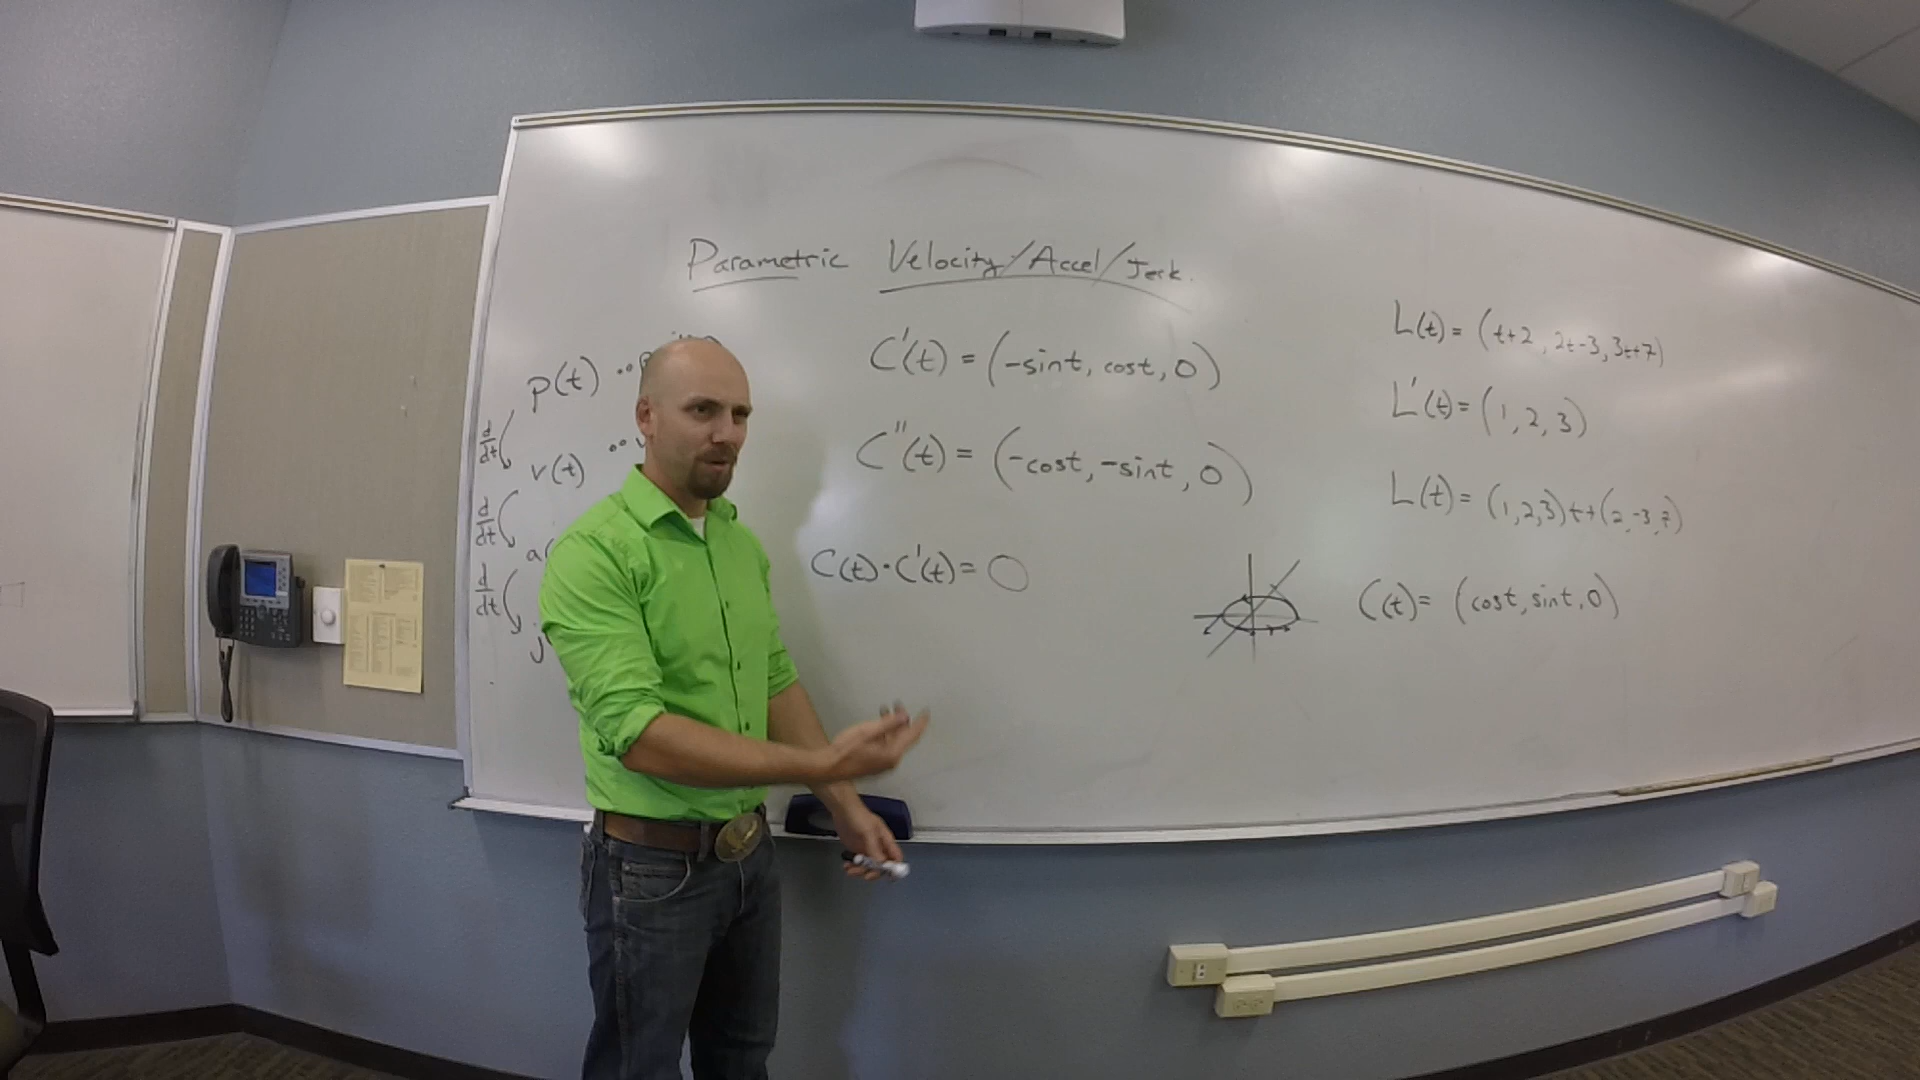 Parametric Velocity/Accel/Jerk.
p(t)
d/dt
v(t)
d/dt
a(
d/dt
j
C'(t) = (-sint, cost, 0)
C''(t) = (-cost, -sint, 0)
C(t)·C'(t) = 0
L(t) = (t+2, 2t-3, 3t+7)
L'(t) = (1, 2, 3)
L(t) = (1,2,3)t+(2,-3,7)
C(t) = (cost, sint, 0)